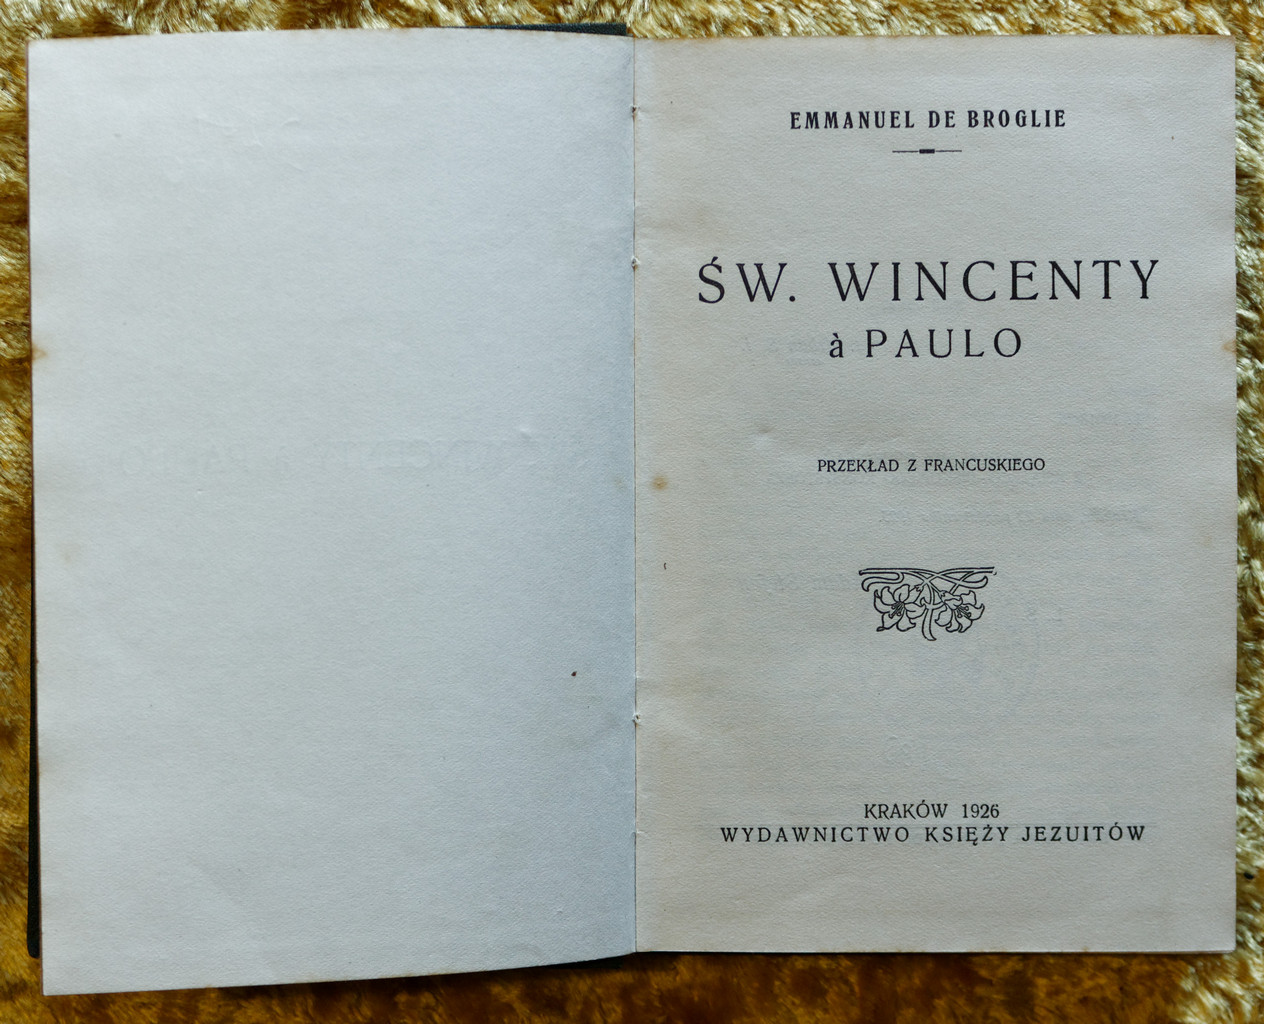 EMMANUEL DE BROGLIE
ŚW. WINCENTY
à PAULO
PRZEKŁAD Z FRANCUSKIEGO
KRAKÓW 1926
WYDAWNICTWO KSIĘŻY JEZUITÓW